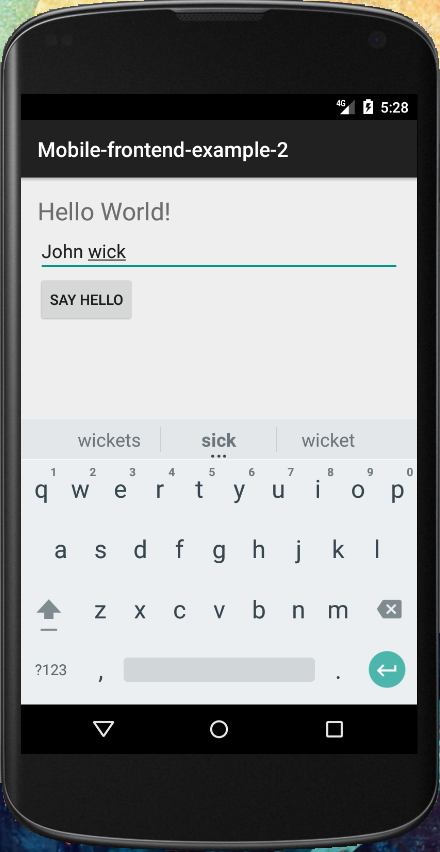 4G 5:28
Mobile-frontend-example-2
Hello World!
John wick
SAY HELLO
wickets sick wicket
1 2 3 4 5 6 7 8 9 0
q w e r t y u i o p
a s d f g h j k l
z x c v b n m
?123 , .